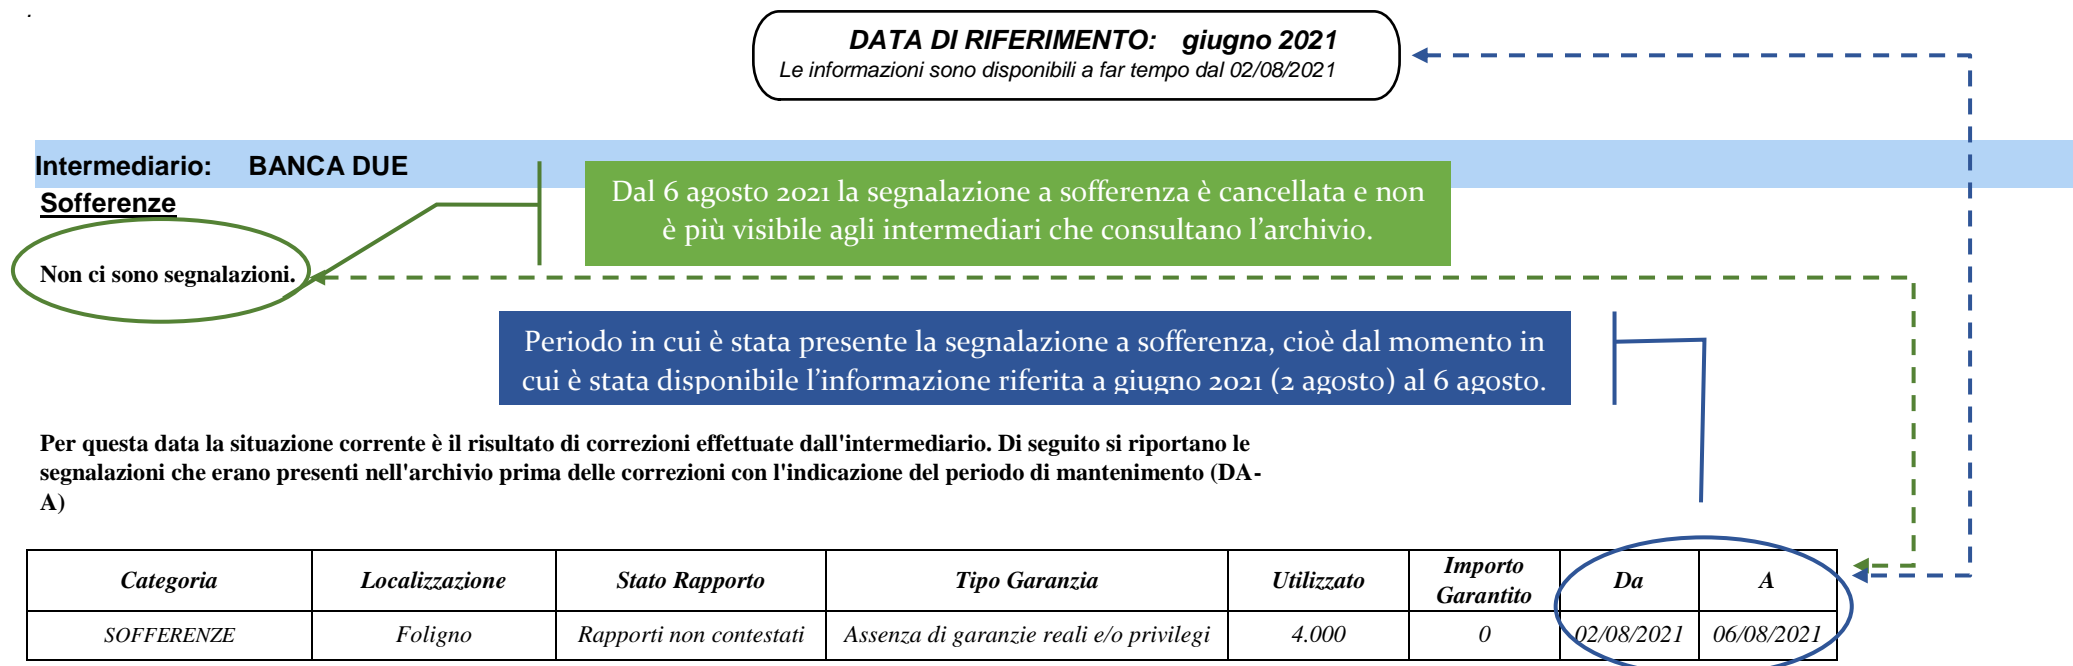 .
DATA DI RIFERIMENTO: giugno 2021
Le informazioni sono disponibili a far tempo dal 02/08/2021
Intermediario: BANCA DUE
Sofferenze
Dal 6 agosto 2021 la segnalazione a sofferenza è cancellata e non
è più visibile agli intermediari che consultano l’archivio.
Non ci sono segnalazioni.
Periodo in cui è stata presente la segnalazione a sofferenza, cioè dal momento in
cui è stata disponibile l’informazione riferita a giugno 2021 (2 agosto) al 6 agosto.
Per questa data la situazione corrente è il risultato di correzioni effettuate dall'intermediario. Di seguito si riportano le
segnalazioni che erano presenti nell'archivio prima delle correzioni con l'indicazione del periodo di mantenimento (DA-
A)
Categoria Localizzazione Stato Rapporto Tipo Garanzia Utilizzato Importo Garantito Da A
SOFFERENZE Foligno Rapporti non contestati Assenza di garanzie reali e/o privilegi 4.000 0 02/08/2021 06/08/2021